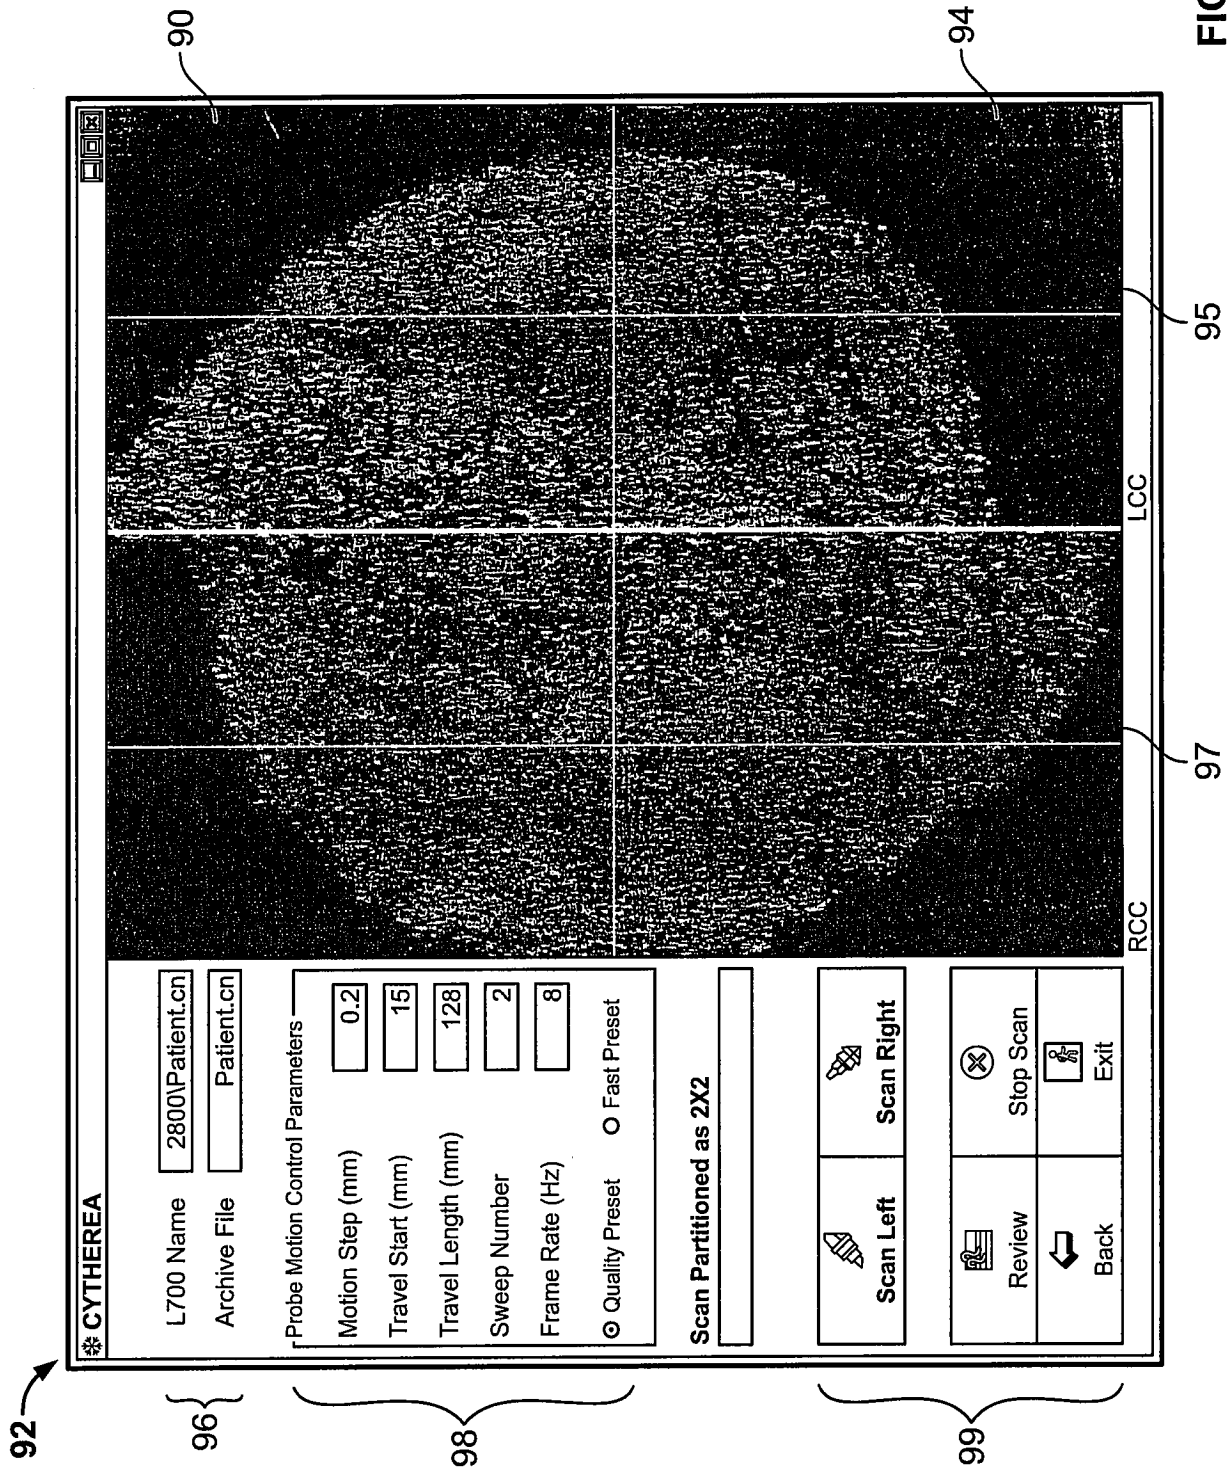 92
CYTHEREA
96
L700 Name 2800\Patient.cn
Archive File Patient.cn
98
Probe Motion Control Parameters
Motion Step (mm) 0.2
Travel Start (mm) 15
Travel Length (mm) 128
Sweep Number 2
Frame Rate (Hz) 8
Quality Preset Fast Preset
Scan Partitioned as 2X2
99
Scan Left Scan Right
Review Stop Scan
Back Exit
90
94
RCC LCC
97 95
FIG